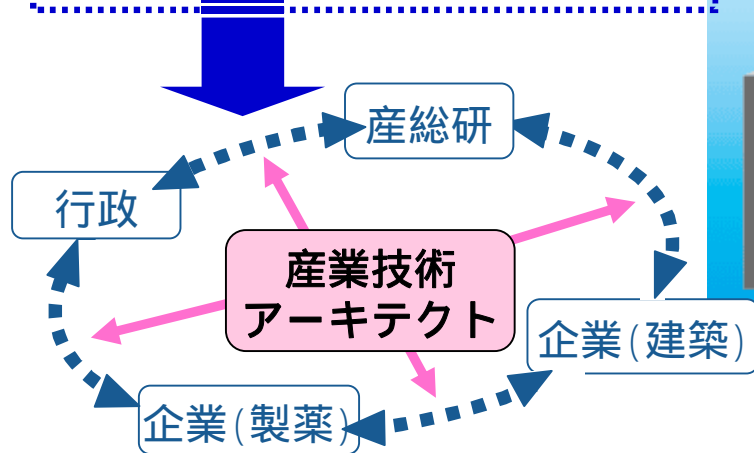 産総研
行政
産業技術
アーキテクト
企業(建築)
企業(製薬)